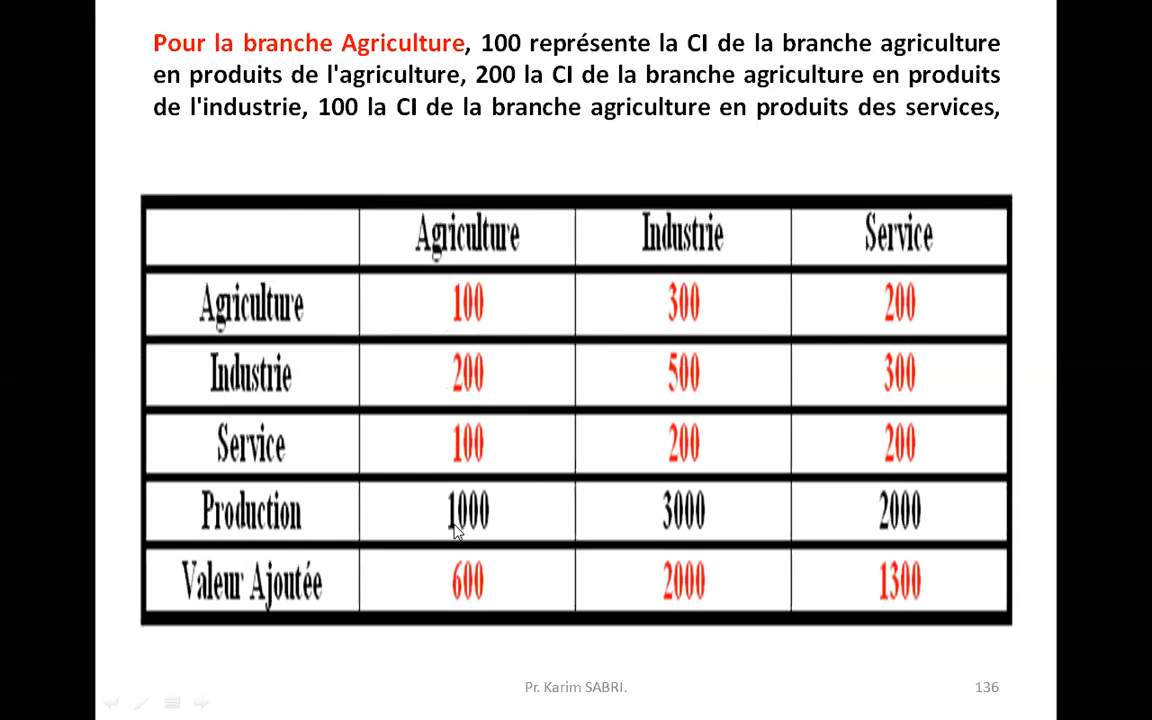 Pour la branche Agriculture, 100 représente la CI de la branche agriculture
en produits de l'agriculture, 200 la CI de la branche agriculture en produits
de l'industrie, 100 la CI de la branche agriculture en produits des services,
Agriculture Industrie Service
Agriculture 100 300 200
Industrie 200 500 300
Service 100 200 200
Production 1000 3000 2000
Valeur Ajoutée 600 2000 1300
Pr. Karim SABRI. 136